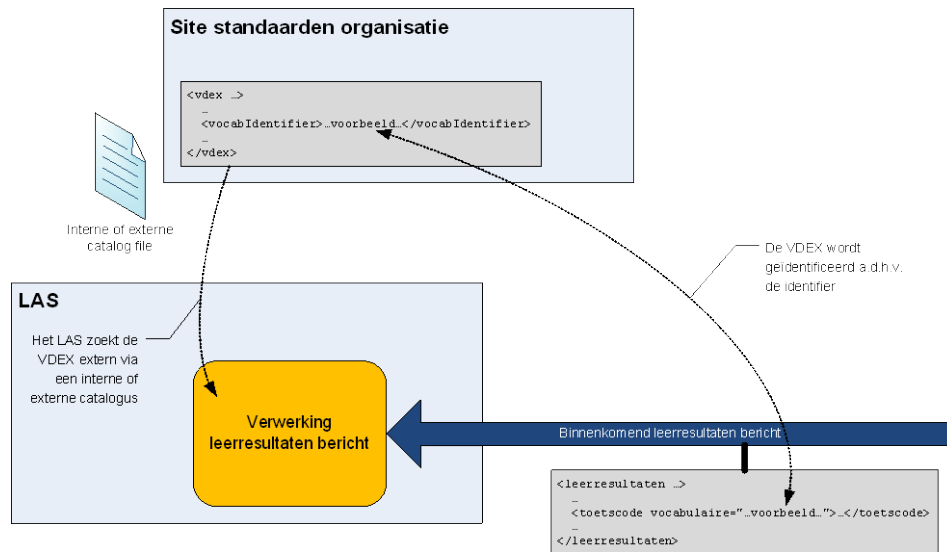 Site standaarden organisatie
<vdex …>
…
<vocabIdentifier>…voorbeeld…</vocabIdentifier>
…
</vdex>
Interne of externe
catalog file
De VDEX wordt
geïdentificeerd a.d.h.v.
de identifier
LAS
Het LAS zoekt de
VDEX extern via
een interne of
externe catalogus
Verwerking
leerresultaten bericht
Binnenkomend leerresultaten bericht
<leerresultaten …>
…
<toetscode vocabulaire="…voorbeeld…">…</toetscode>
…
</leerresultaten>